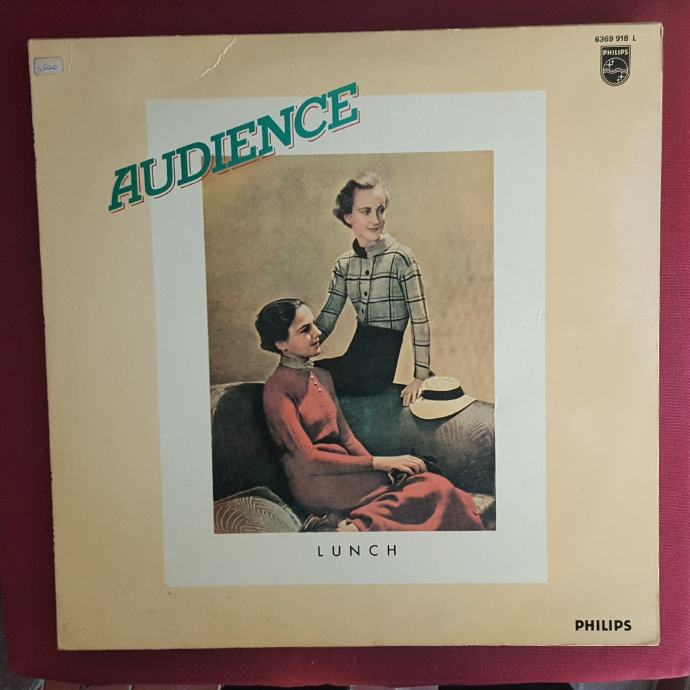 6369 918 L
PHILIPS
AUDIENCE
LUNCH
PHILIPS